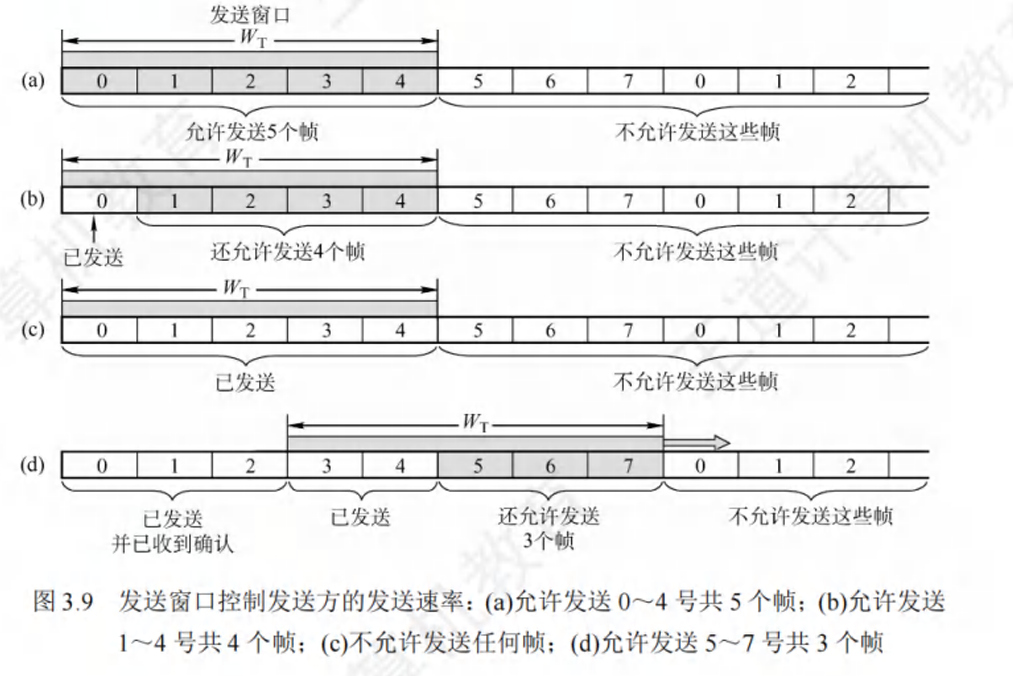 发送窗口
W_T
(a) 0 1 2 3 4 5 6 7 0 1 2
允许发送5个帧 不允许发送这些帧
W_T
(b) 0 1 2 3 4 5 6 7 0 1 2
已发送 还允许发送4个帧 不允许发送这些帧
W_T
(c) 0 1 2 3 4 5 6 7 0 1 2
已发送 不允许发送这些帧
W_T
(d) 0 1 2 3 4 5 6 7 0 1 2
已发送 已发送 还允许发送 不允许发送这些帧
并已收到确认 3个帧
图 3.9 发送窗口控制发送方的发送速率：(a)允许发送 0～4 号共 5 个帧；(b)允许发送
1～4 号共 4 个帧；(c)不允许发送任何帧；(d)允许发送 5～7 号共 3 个帧